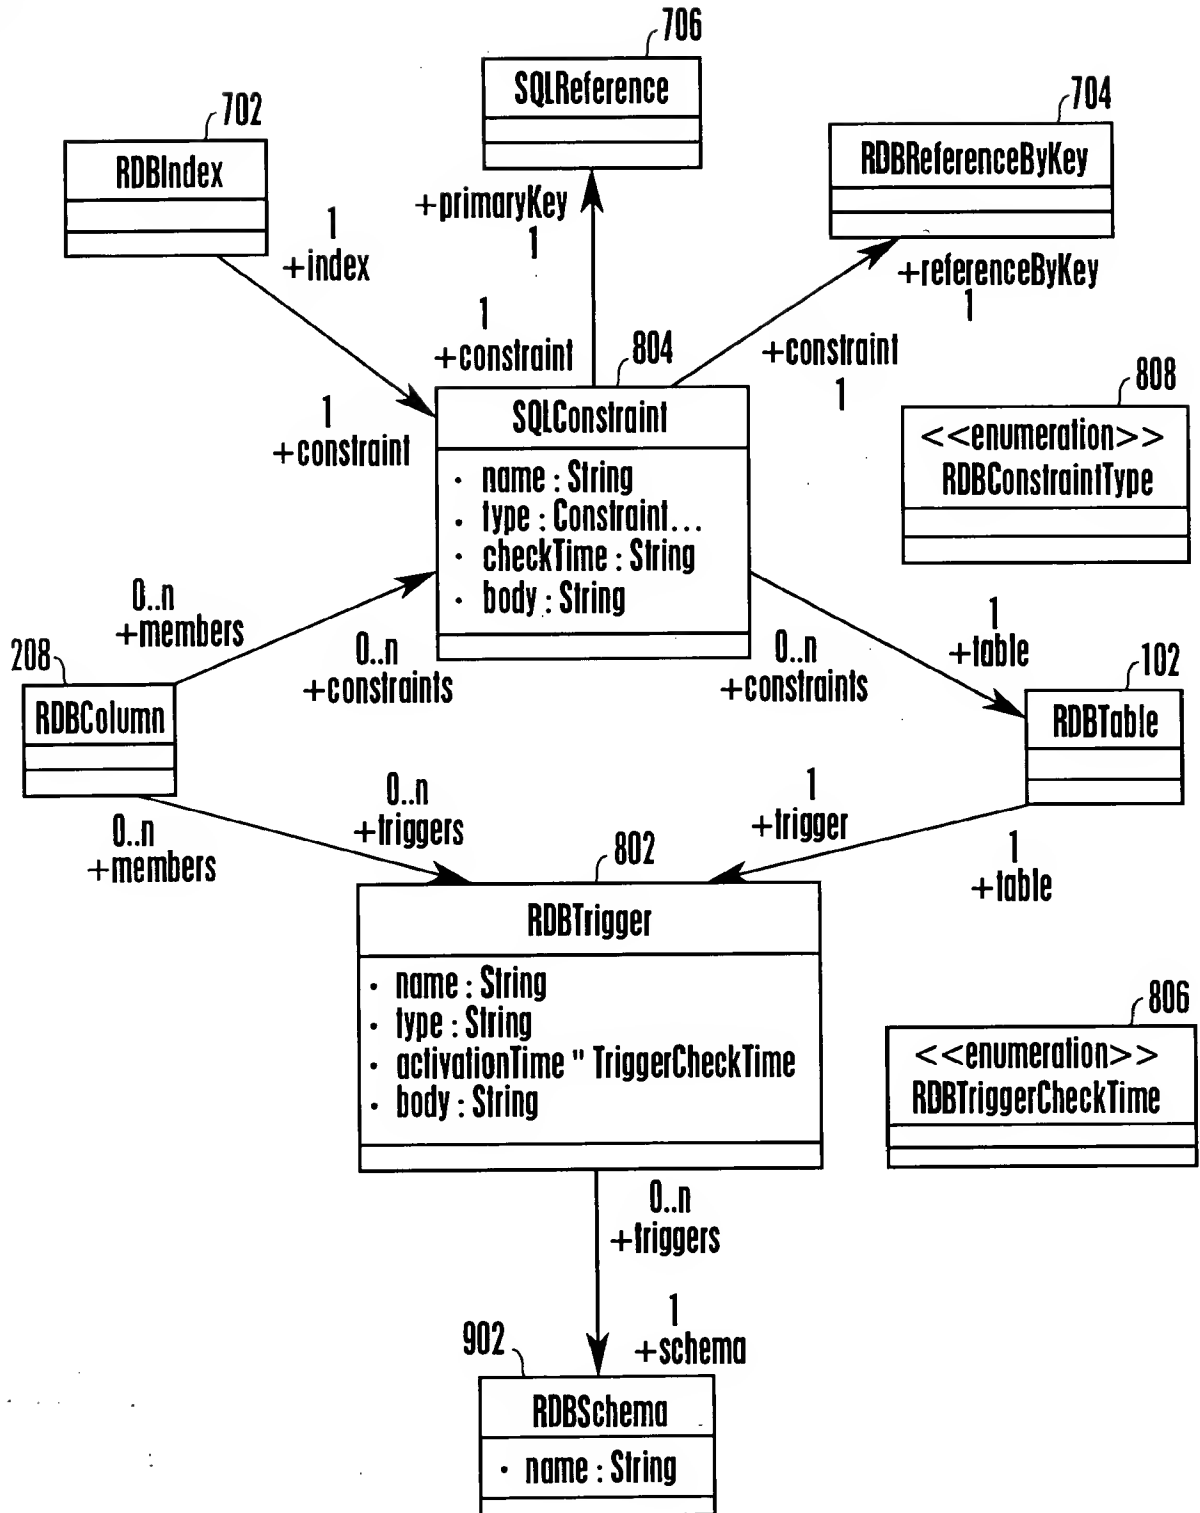 706
SQLReference
702
RDBIndex
704
RDBReferenceByKey
+primaryKey
1
1
+index
+referenceByKey
1
1
+constraint
804
+constraint
1
1
+constraint
SQLConstraint
· name : String
· type : Constraint...
· checkTime : String
· body : String
808
<<enumeration>>
RDBConstraintType
0..n
+members
0..n
+constraints
0..n
+constraints
1
+table
208
RDBColumn
102
RDBTable
0..n
+members
0..n
+triggers
1
+trigger
1
+table
802
RDBTrigger
· name : String
· type : String
· activationTime " TriggerCheckTime
· body : String
806
<<enumeration>>
RDBTriggerCheckTime
0..n
+triggers
1
+schema
902
RDBSchema
· name : String